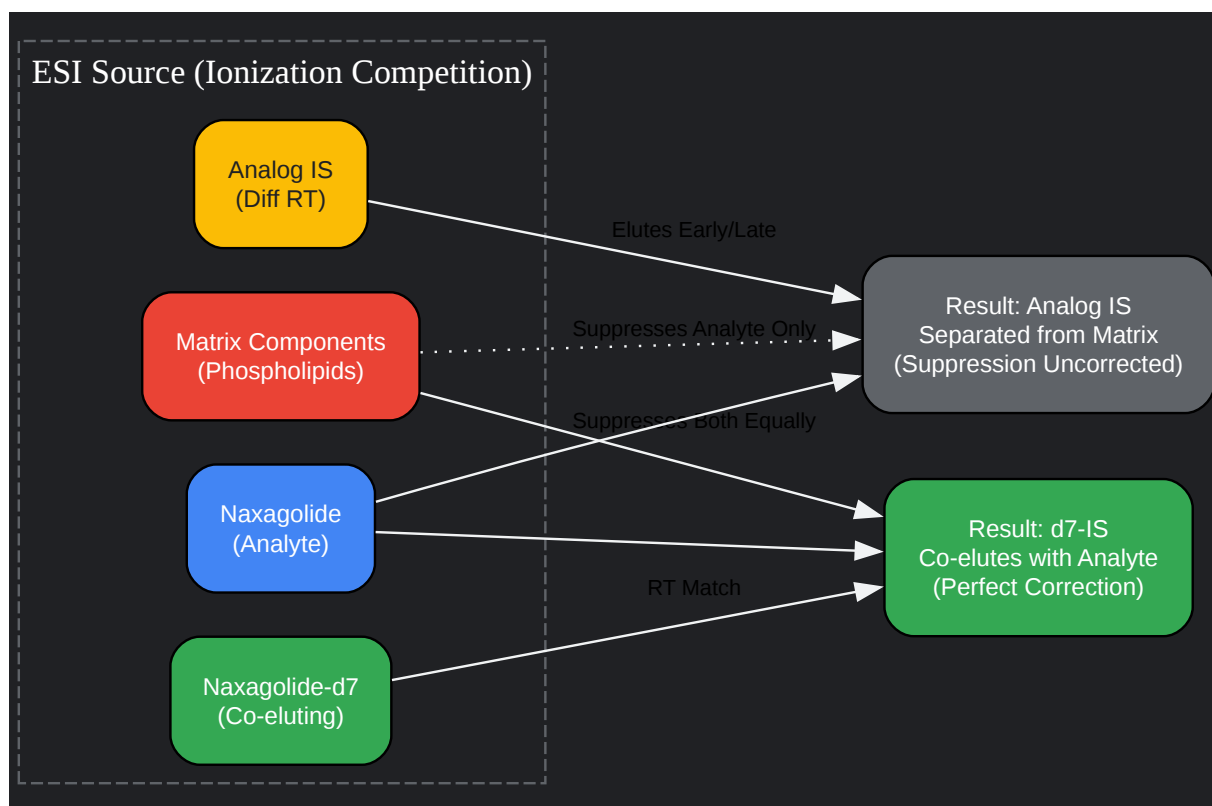 ESI Source (Ionization Competition)
Analog IS
(Diff RT)
Matrix Components
(Phospholipids)
Naxagolide
(Analyte)
Naxagolide-d7
(Co-eluting)
Elutes Early/Late
Suppresses Analyte Only
Suppresses Both Equally
RT Match
Result: Analog IS
Separated from Matrix
(Suppression Uncorrected)
Result: d7-IS
Co-elutes with Analyte
(Perfect Correction)